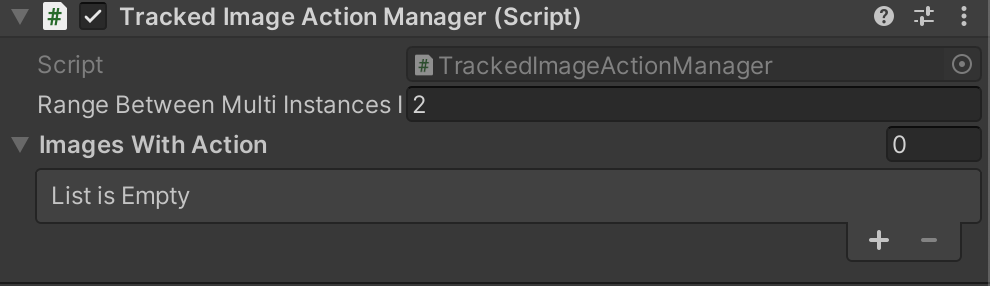 Tracked Image Action Manager (Script)
Script TrackedImageActionManager
Range Between Multi Instances I 2
Images With Action 0
List is Empty